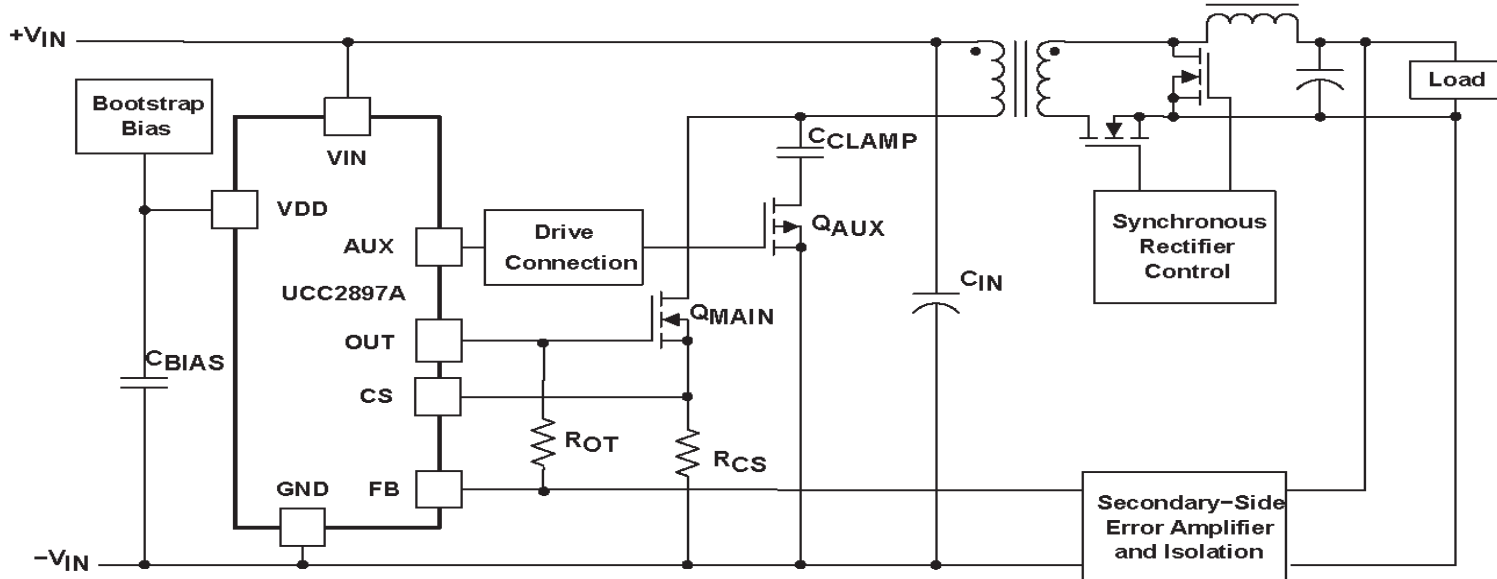 +VIN
Bootstrap
Bias
VIN
VDD
AUX
UCC2897A
OUT
CS
FB
GND
CBIAS
Drive
Connection
CCLAMP
QAUX
QMAIN
ROT
RCS
CIN
Synchronous
Rectifier
Control
Load
Secondary−Side
Error Amplifier
and Isolation
−VIN